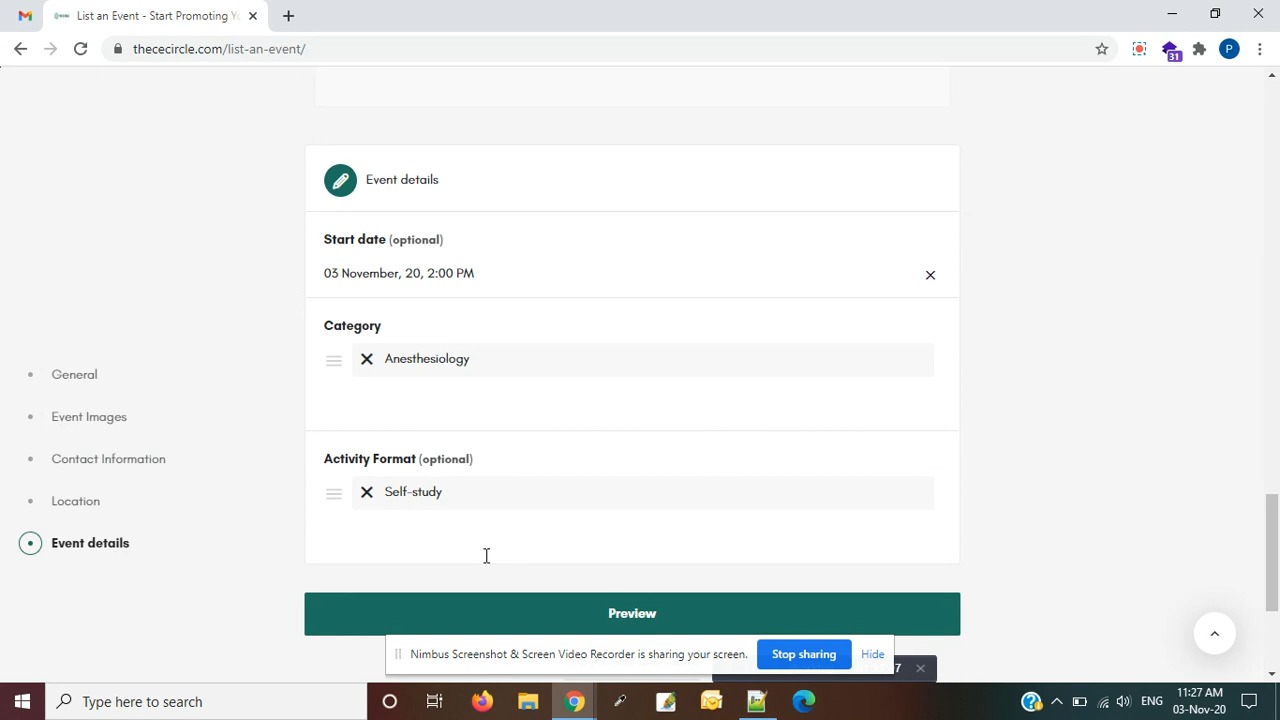 List an Event - Start Promoting Yo
thececircle.com/list-an-event/
P
31
Event details
Start date (optional)
03 November, 20, 2:00 PM
Category
Anesthesiology
General
Event Images
Contact Information
Activity Format (optional)
Self-study
Location
Event details
Preview
Nimbus Screenshot & Screen Video Recorder is sharing your screen.
Stop sharing
Hide
7
Type here to search
ENG
11:27 AM
03-Nov-20